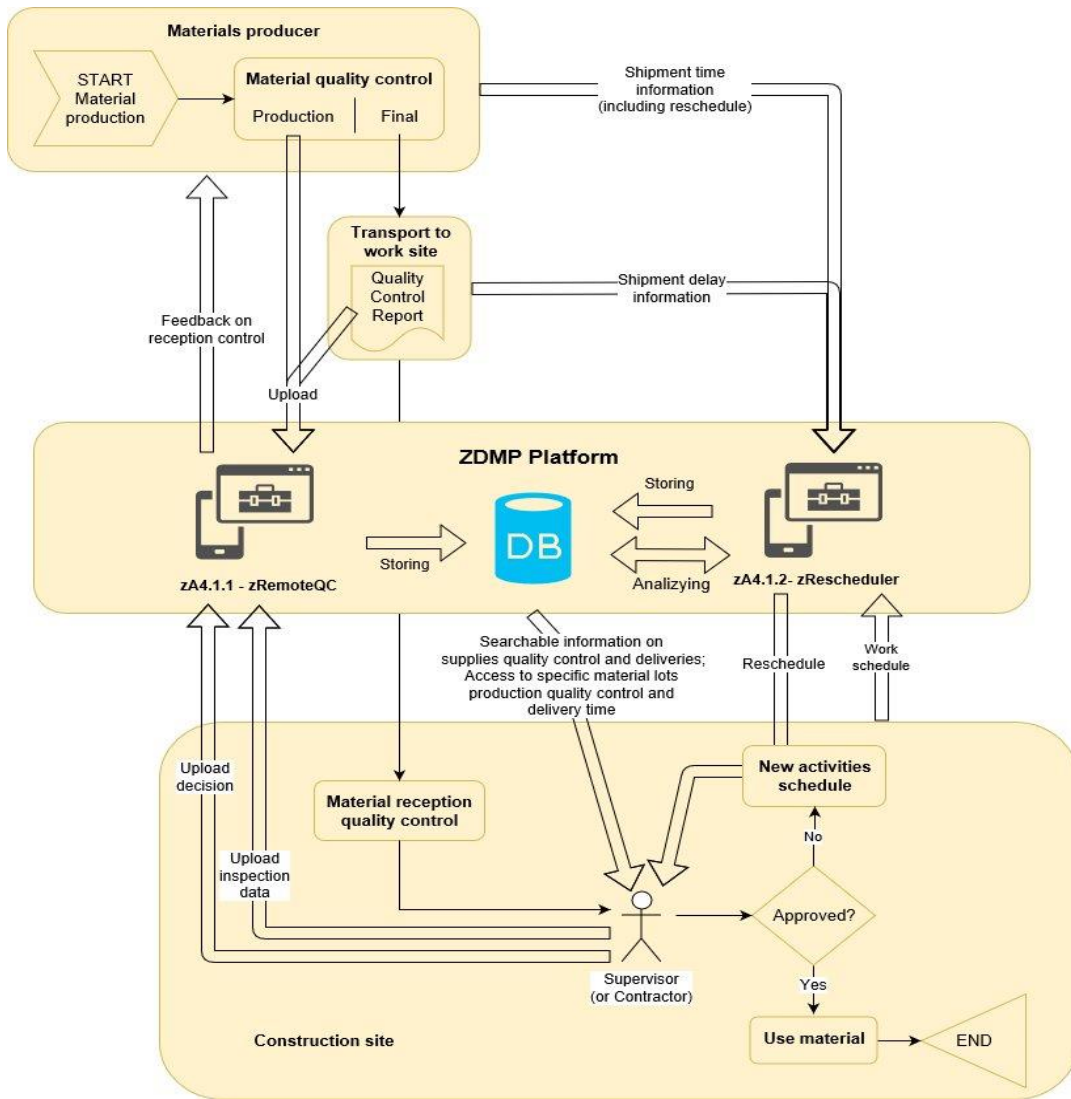 Materials producer
START
Material
production
Material quality control
Production
Final
Shipment time
information
(including reschedule)
Transport to
work site
Quality
Control
Report
Shipment delay
information
Feedback on
reception control
Upload
ZDMP Platform
Storing
DB
Storing
Analizying
zA4.1.1 - zRemoteQC
zA4.1.2- zRescheduler
Searchable information on
supplies quality control and deliveries;
Access to specific material lots
production quality control and
delivery time
Reschedule
Work
schedule
Upload
decision
Material reception
quality control
New activities
schedule
Upload
inspection
data
No
Approved?
Supervisor
(or Contractor)
Yes
Construction site
Use material
END